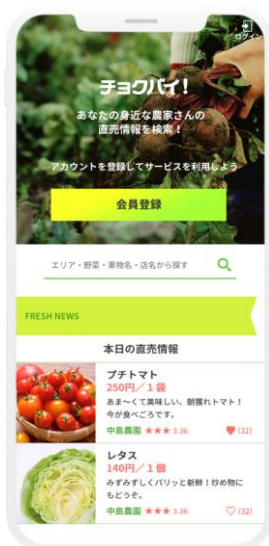 ログイン
チョクバイ!
あなたの身近な農家さんの
直売情報を検索!
アカウントを登録してサービスを利用しよう
会員登録
エリア・野菜・果物名・店名から探す
FRESH NEWS
本日の直売情報
プチトマト
250円／1袋
あま〜くて美味しい、朝獲れトマト！
今が食べごろです。
中島農園 ★★★ 3.36 ♥ (32)
レタス
140円／1個
みずみずしくパリッと新鮮！炒め物に
もどうぞ。
中島農園 ★★★ 3.36 ♡ (32)